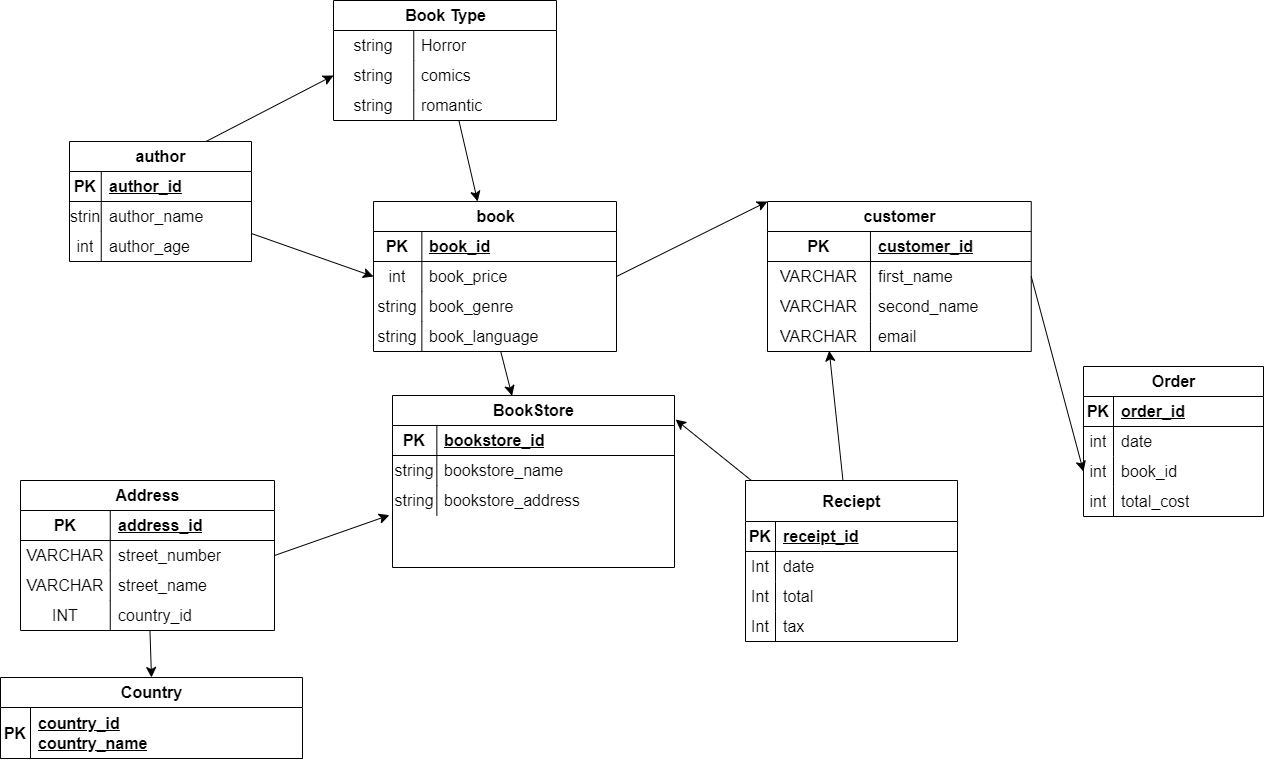 Book Type
string Horror
string comics
string romantic
author
PK author_id
strin author_name
int author_age
book
PK book_id
int book_price
string book_genre
string book_language
customer
PK customer_id
VARCHAR first_name
VARCHAR second_name
VARCHAR email
Order
PK order_id
int date
int book_id
int total_cost
BookStore
PK bookstore_id
string bookstore_name
string bookstore_address
Address
PK address_id
VARCHAR street_number
VARCHAR street_name
INT country_id
Reciept
PK receipt_id
Int date
Int total
Int tax
Country
PK country_id
country_name